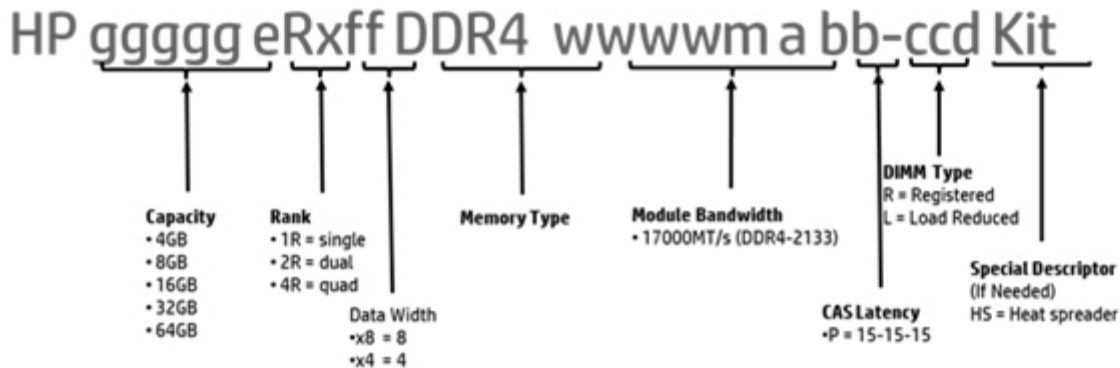 HP ggggg eRxff DDR4 wwwwm a bb-ccd Kit
Capacity
• 4GB
• 8GB
• 16GB
• 32GB
• 64GB
Rank
• 1R = single
• 2R = dual
• 4R = quad
Data Width
•x8 = 8
•x4 = 4
Memory Type
Module Bandwidth
• 17000MT/s (DDR4-2133)
CAS Latency
•P = 15-15-15
DIMM Type
R = Registered
L = Load Reduced
Special Descriptor
(If Needed)
HS = Heat spreader